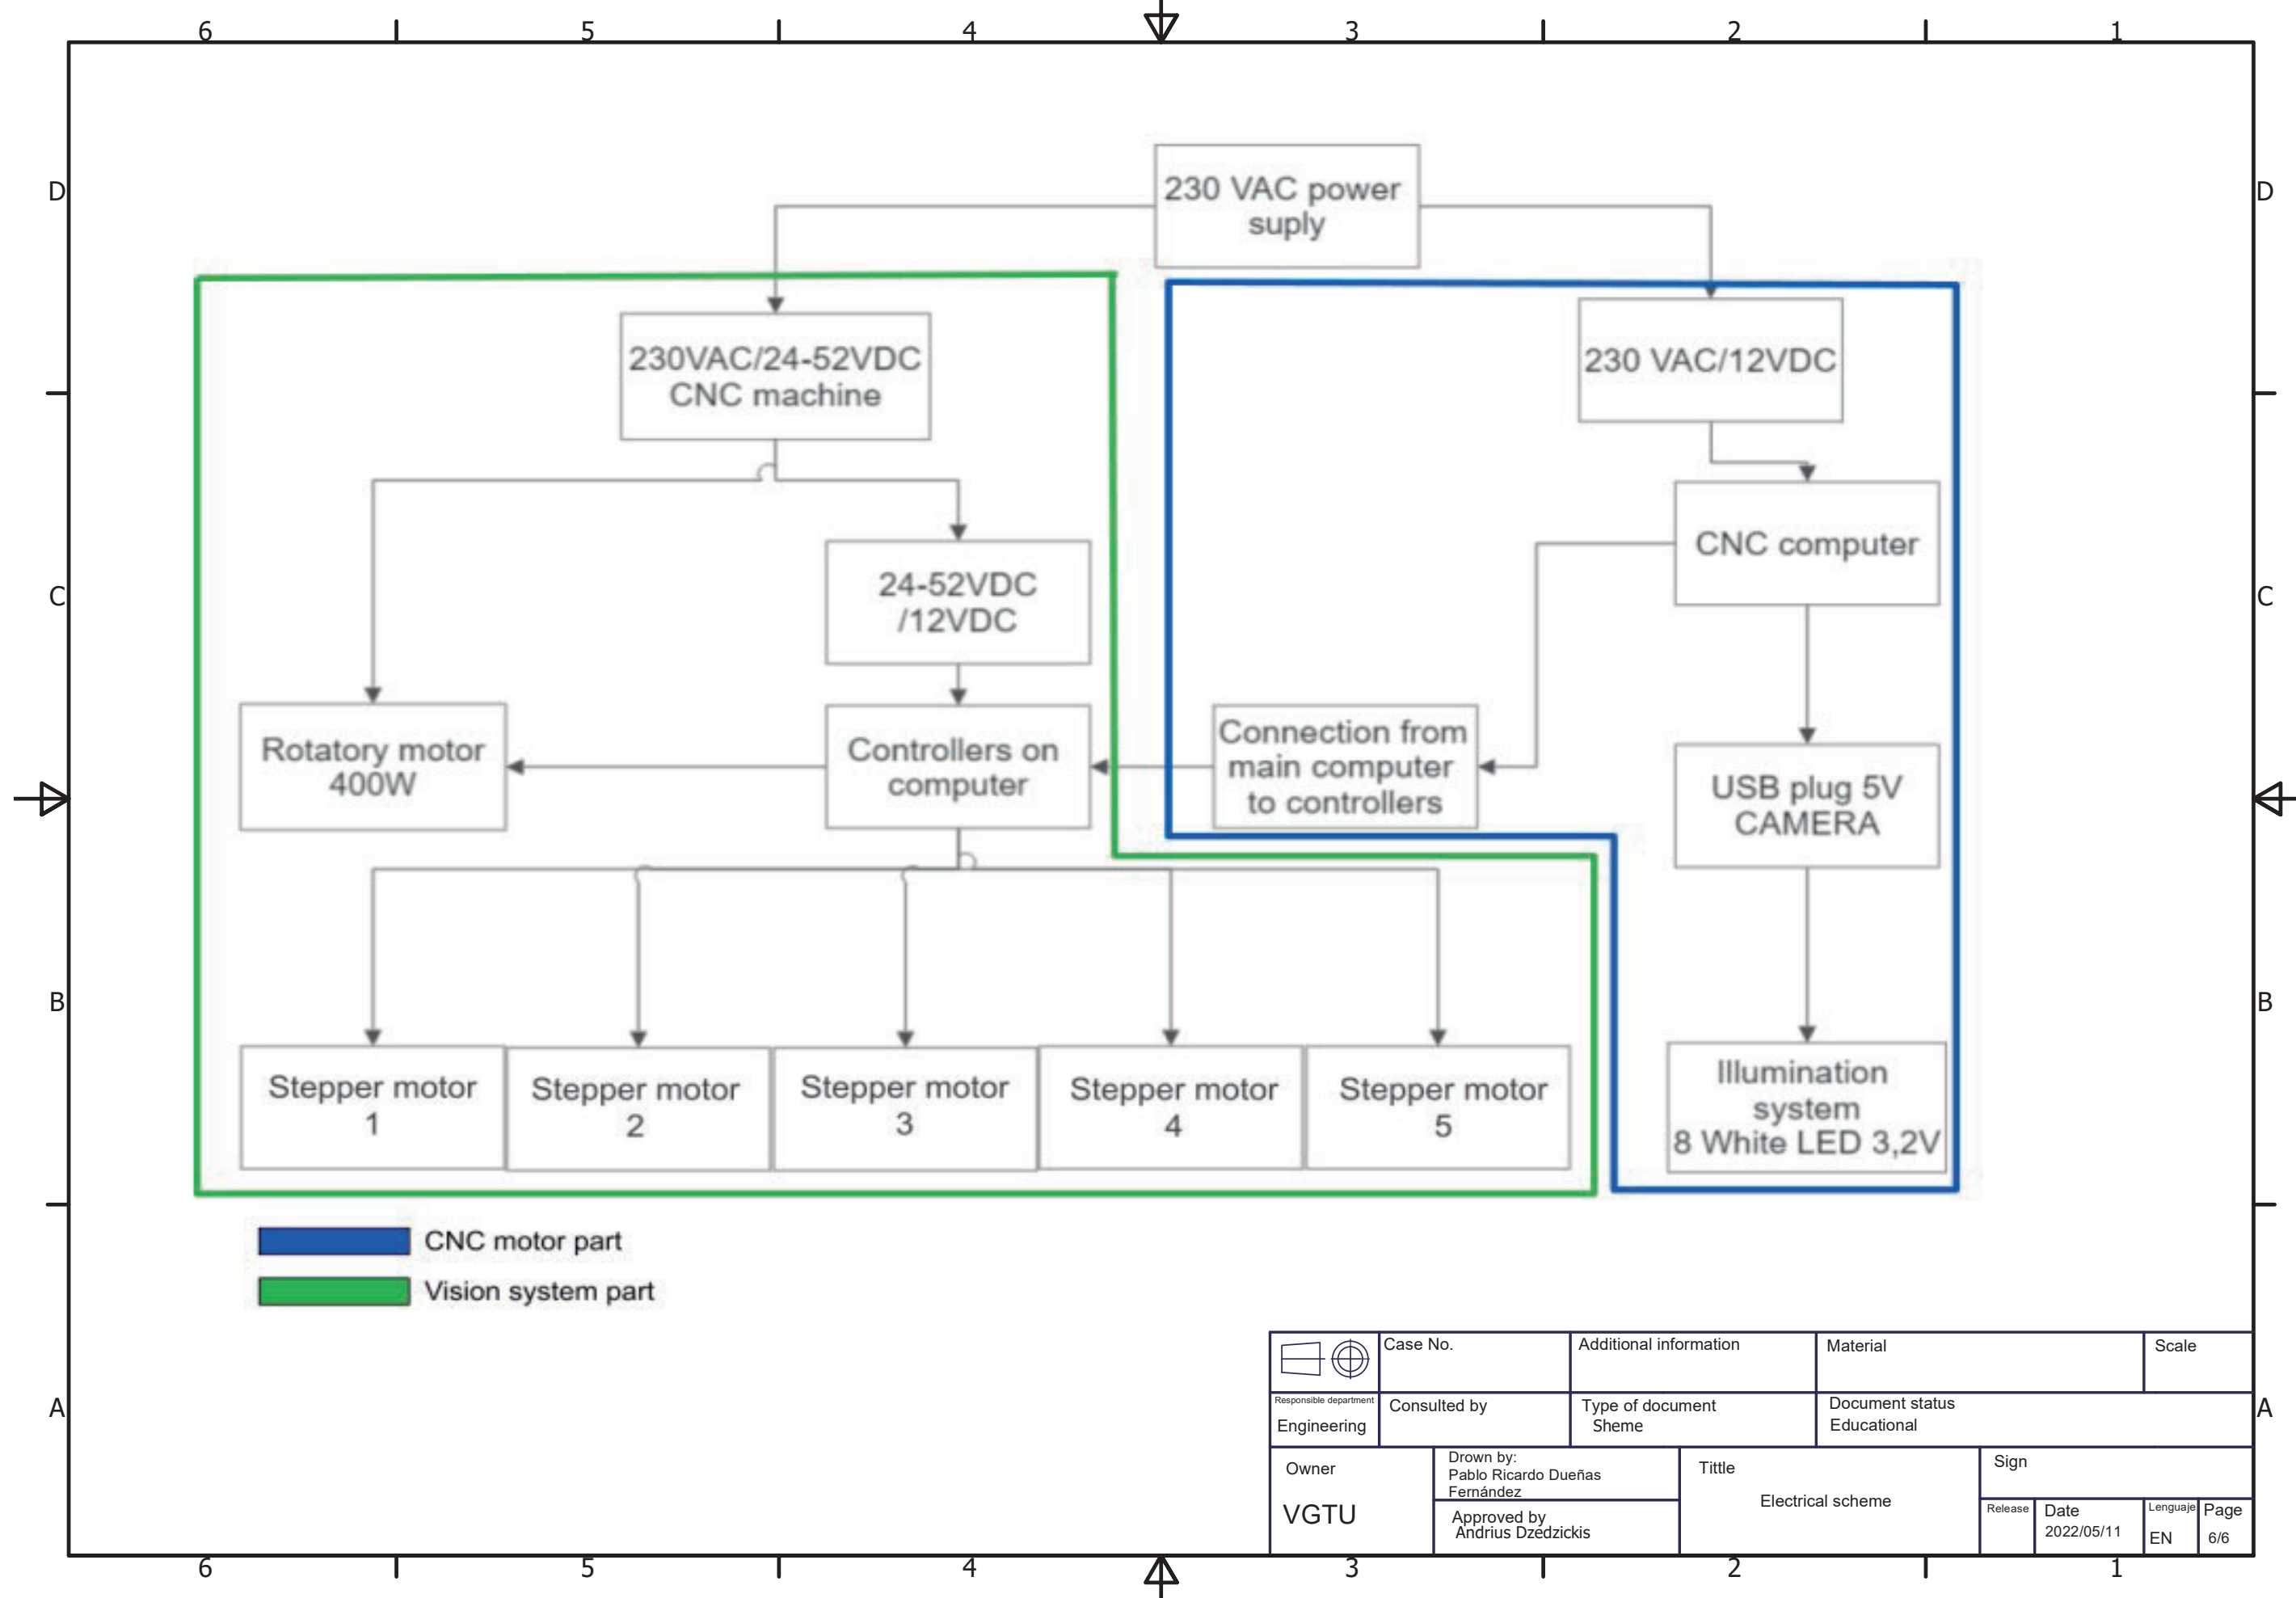 6 5 4 3 2 1
D D
C C
B B
A A
230 VAC power
suply
230VAC/24-52VDC
CNC machine
230 VAC/12VDC
24-52VDC
/12VDC
CNC computer
Rotatory motor
400W
Controllers on
computer
Connection from
main computer
to controllers
USB plug 5V
CAMERA
Stepper motor
1
Stepper motor
2
Stepper motor
3
Stepper motor
4
Stepper motor
5
Illumination
system
8 White LED 3,2V
CNC motor part
Vision system part
Case No.
Additional information
Material
Scale
Responsible department
Engineering
Consulted by
Type of document
Sheme
Document status
Educational
Owner
VGTU
Drown by:
Pablo Ricardo Dueñas
Fernández
Approved by
Andrius Dzedzickis
Tittle
Electrical scheme
Sign
Release
Date
2022/05/11
Lenguaje
EN
Page
6/6
6 5 4 3 2 1